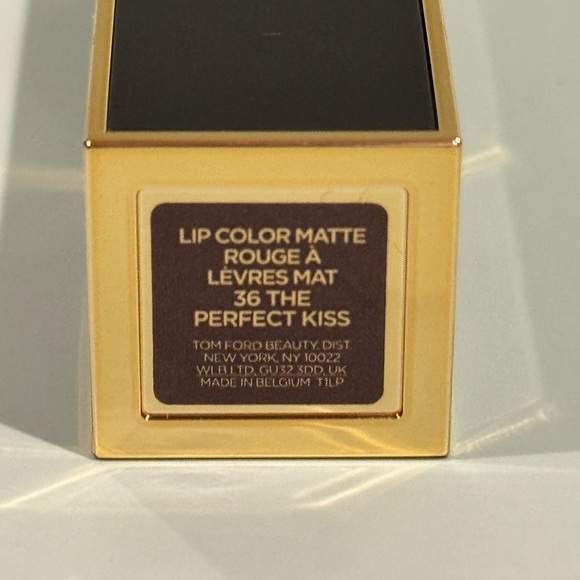 LIP COLOR MATTE
ROUGE À
LÈVRES MAT
36 THE
PERFECT KISS
TOM FORD BEAUTY, DIST.
NEW YORK, NY 10022
WLB LTD, GU32 3DD, UK
MADE IN BELGIUM T1LP